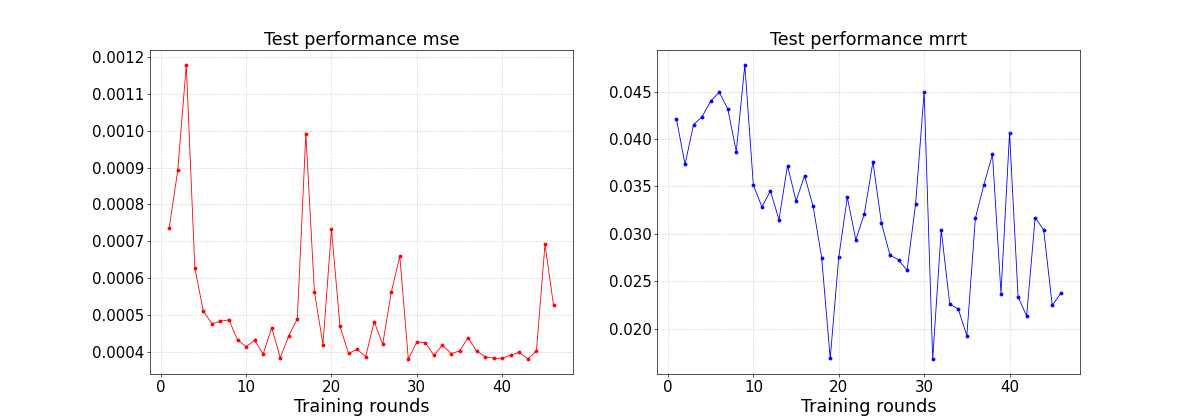 Test performance mse
0.0012
0.0011
0.0010
0.0009
0.0008
0.0007
0.0006
0.0005
0.0004
0 10 20 30 40
Training rounds
Test performance mrrt
0.045
0.040
0.035
0.030
0.025
0.020
0 10 20 30 40
Training rounds